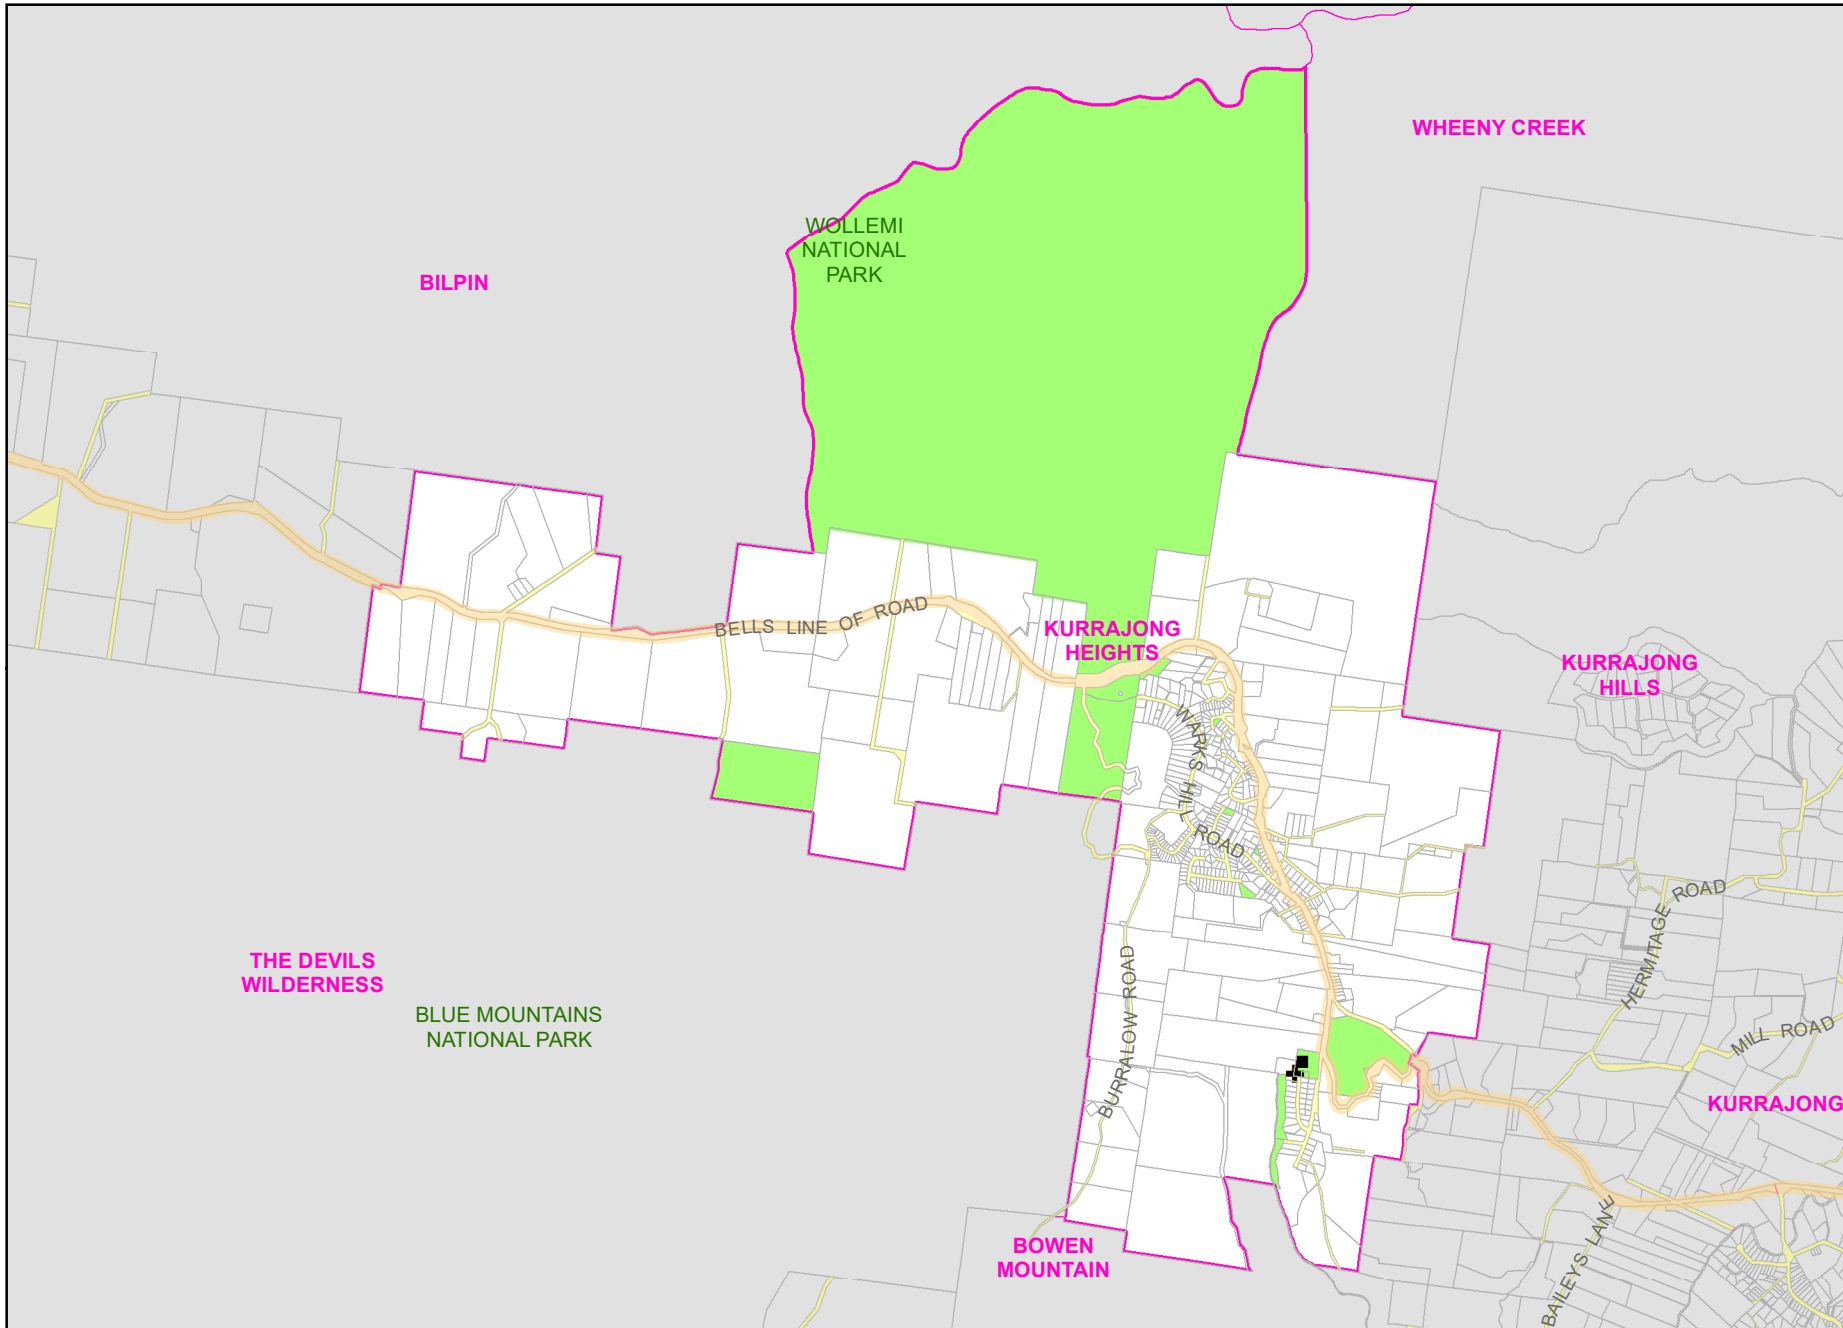 WHEENY CREEK
WOLLEMI
NATIONAL
PARK
BILPIN
BELLS LINE OF ROAD
KURRAJONG
HEIGHTS
KURRAJONG
HILLS
WARKS HILL ROAD
HERMITAGE ROAD
THE DEVILS
WILDERNESS
BLUE MOUNTAINS
NATIONAL PARK
BURRALOW ROAD
MILL ROAD
KURRAJONG
BOWEN
MOUNTAIN
BAILEYS LANE